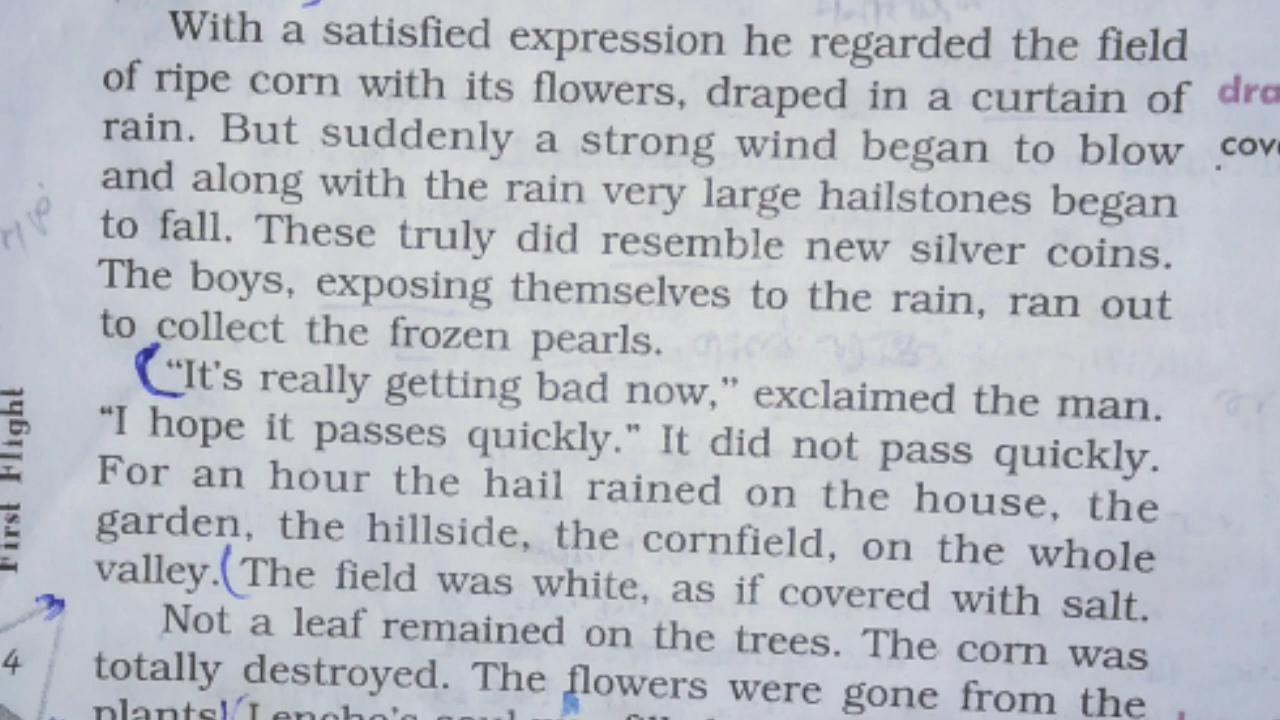 With a satisfied expression he regarded the field
of ripe corn with its flowers, draped in a curtain of
rain. But suddenly a strong wind began to blow
and along with the rain very large hailstones began
to fall. These truly did resemble new silver coins.
The boys, exposing themselves to the rain, ran out
to collect the frozen pearls.
“It's really getting bad now,” exclaimed the man.
“I hope it passes quickly.” It did not pass quickly.
For an hour the hail rained on the house, the
garden, the hillside, the cornfield, on the whole
valley. The field was white, as if covered with salt.
Not a leaf remained on the trees. The corn was
totally destroyed. The flowers were gone from the
plants
dra
cov
First Flight
4